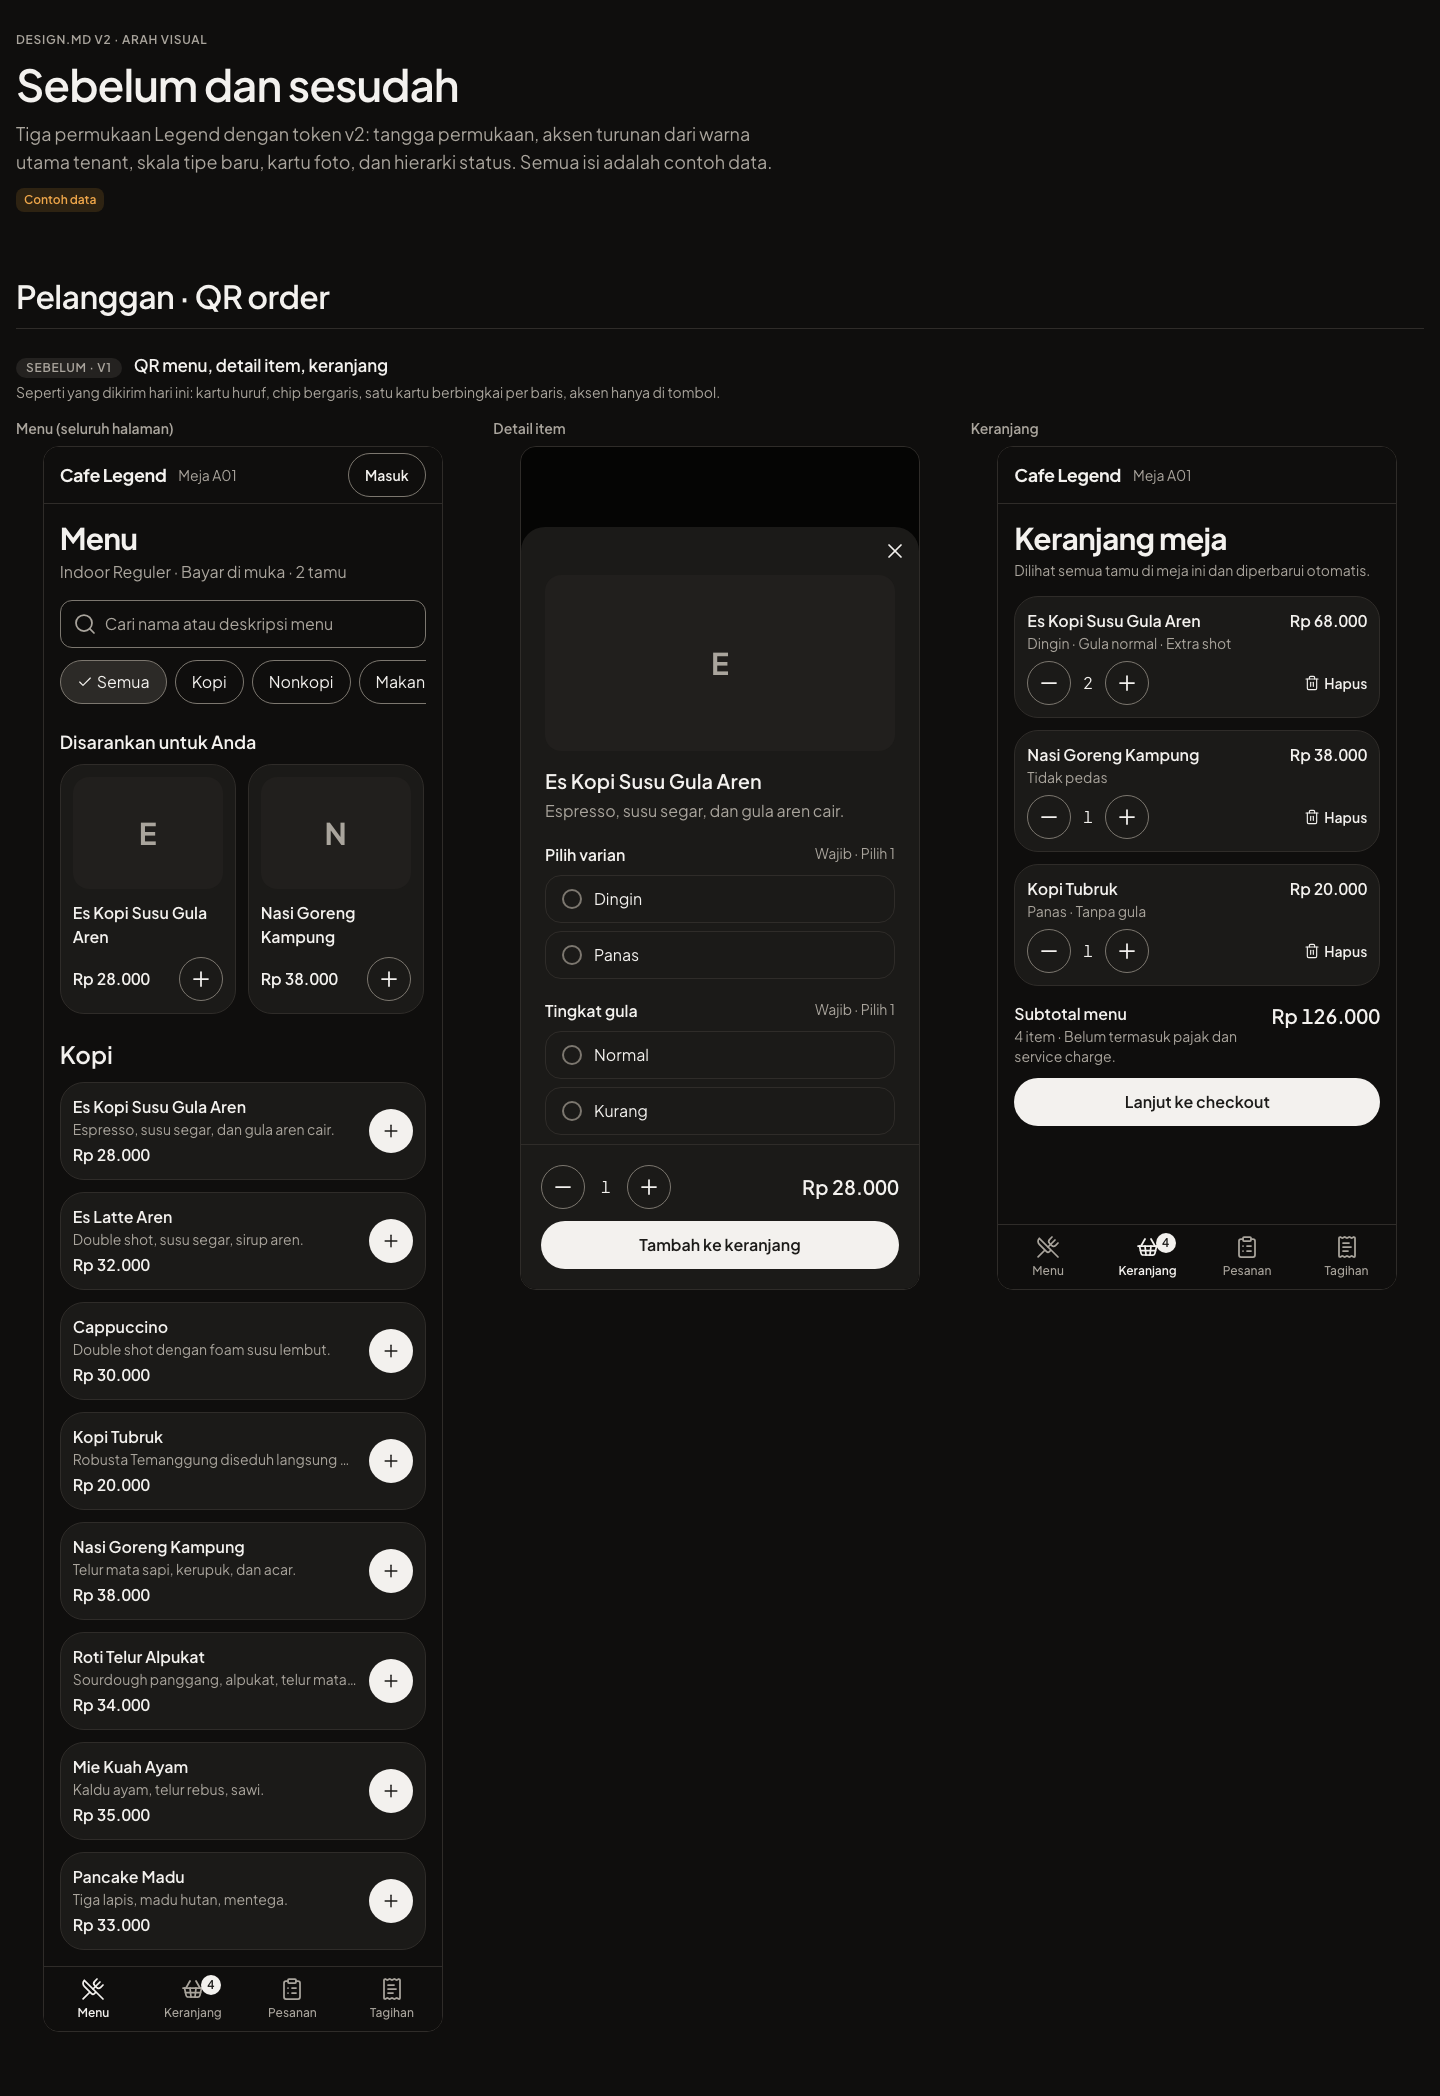 DESIGN.MD V2 · ARAH VISUAL
Sebelum dan sesudah
Tiga permukaan Legend dengan token v2: tangga permukaan, aksen turunan dari warna
utama tenant, skala tipe baru, kartu foto, dan hierarki status. Semua isi adalah contoh data.
Contoh data
Pelanggan · QR order
SEBELUM · V1 QR menu, detail item, keranjang
Seperti yang dikirim hari ini: kartu huruf, chip bergaris, satu kartu berbingkai per baris, aksen hanya di tombol.
Menu (seluruh halaman)
Cafe Legend Meja A01 Masuk
Menu
Indoor Reguler · Bayar di muka · 2 tamu
Cari nama atau deskripsi menu
Semua Kopi Nonkopi Makan
Disarankan untuk Anda
E
Es Kopi Susu Gula
Aren
Rp 28.000
N
Nasi Goreng
Kampung
Rp 38.000
Kopi
Es Kopi Susu Gula Aren
Espresso, susu segar, dan gula aren cair.
Rp 28.000
Es Latte Aren
Double shot, susu segar, sirup aren.
Rp 32.000
Cappuccino
Double shot dengan foam susu lembut.
Rp 30.000
Kopi Tubruk
Robusta Temanggung diseduh langsung ...
Rp 20.000
Nasi Goreng Kampung
Telur mata sapi, kerupuk, dan acar.
Rp 38.000
Roti Telur Alpukat
Sourdough panggang, alpukat, telur mata...
Rp 34.000
Mie Kuah Ayam
Kaldu ayam, telur rebus, sawi.
Rp 35.000
Pancake Madu
Tiga lapis, madu hutan, mentega.
Rp 33.000
4
Menu Keranjang Pesanan Tagihan
Detail item
E
Es Kopi Susu Gula Aren
Espresso, susu segar, dan gula aren cair.
Pilih varian Wajib · Pilih 1
Dingin
Panas
Tingkat gula Wajib · Pilih 1
Normal
Kurang
1 Rp 28.000
Tambah ke keranjang
Keranjang
Cafe Legend Meja A01
Keranjang meja
Dilihat semua tamu di meja ini dan diperbarui otomatis.
Es Kopi Susu Gula Aren Rp 68.000
Dingin · Gula normal · Extra shot
2 Hapus
Nasi Goreng Kampung Rp 38.000
Tidak pedas
1 Hapus
Kopi Tubruk Rp 20.000
Panas · Tanpa gula
1 Hapus
Subtotal menu Rp 126.000
4 item · Belum termasuk pajak dan
service charge.
Lanjut ke checkout
4
Menu Keranjang Pesanan Tagihan